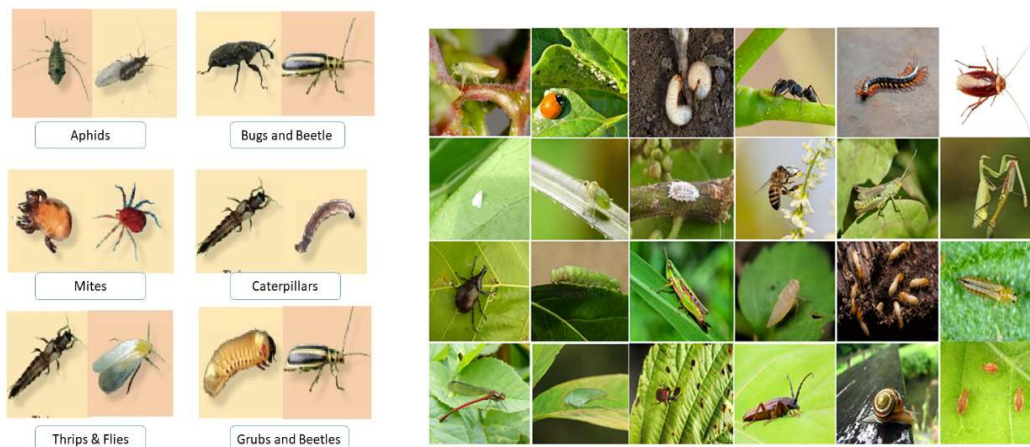 Aphids
Bugs and Beetle
Mites
Caterpillars
Thrips & Flies
Grubs and Beetles